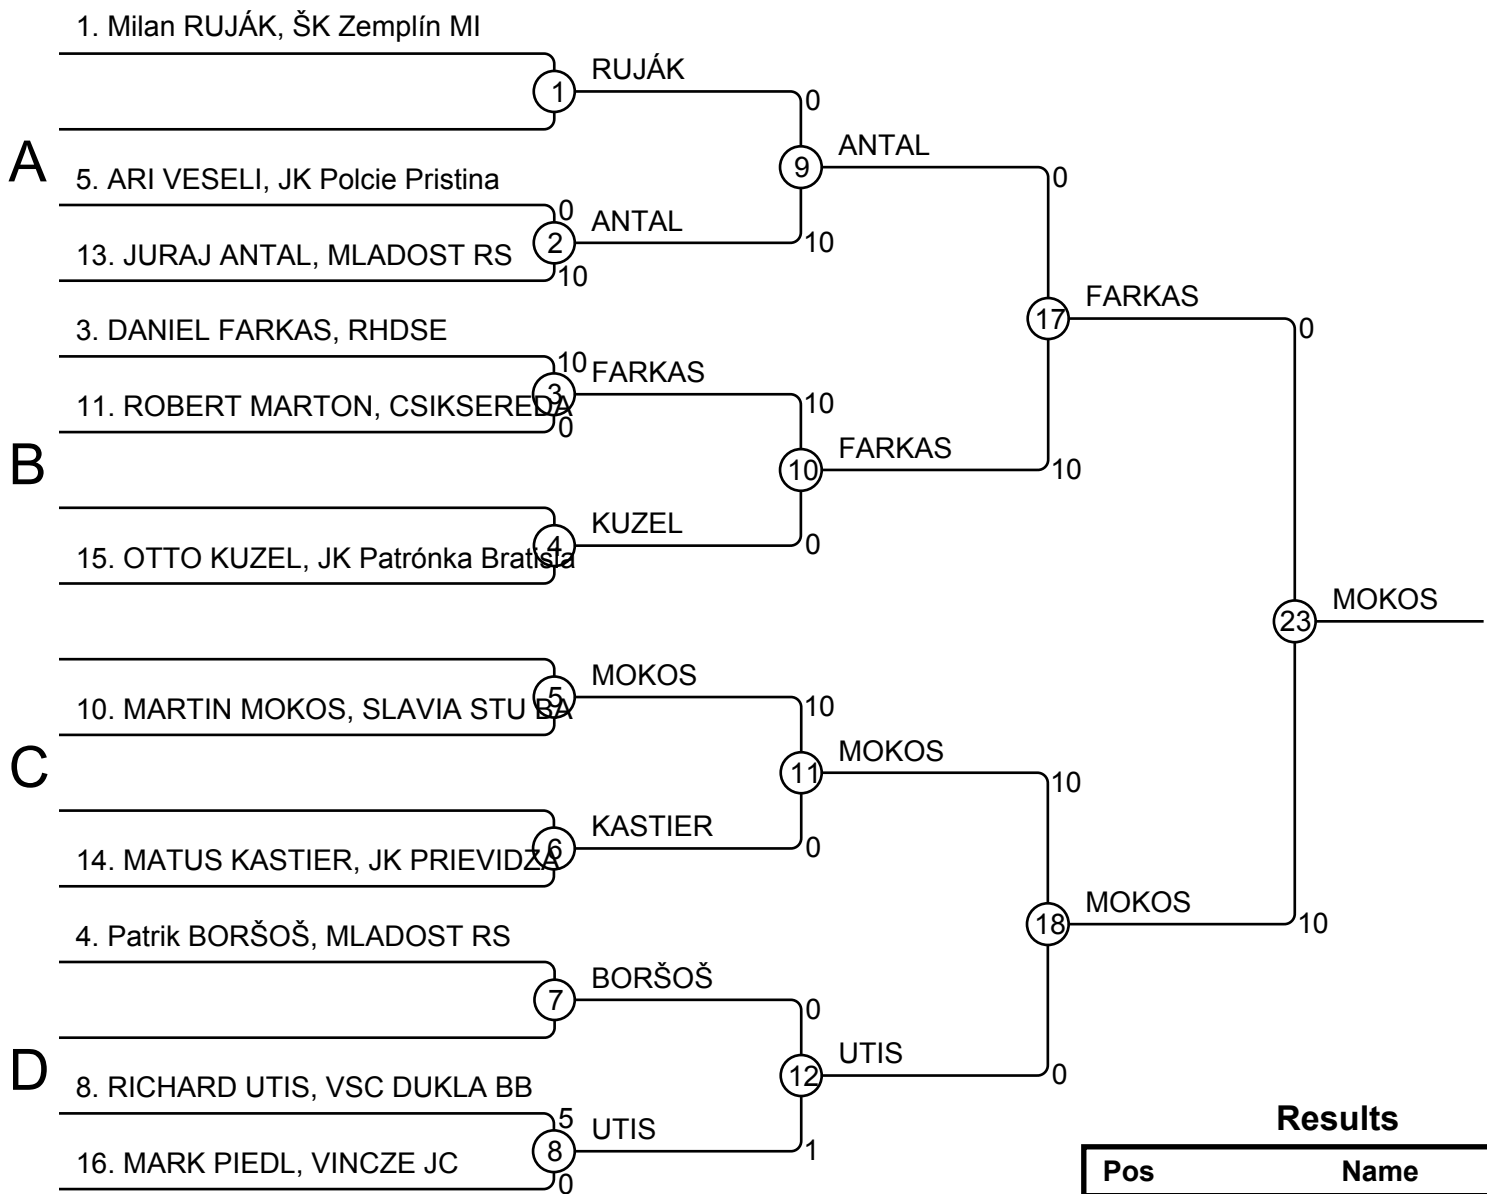 1. Milan RUJÁK, ŠK Zemplín MI
RUJÁK
1
0
A
ANTAL
9
5. ARI VESELI, JK Polcie Pristina
0
0
ANTAL
2
13. JURAJ ANTAL, MLADOST RS
10
10
3. DANIEL FARKAS, RHDSE
FARKAS
17
0
10
FARKAS
3
11. ROBERT MARTON, CSIKSEREDA
10
0
B
FARKAS
10
10
KUZEL
4
15. OTTO KUZEL, JK Patrónka Bratisla
0
MOKOS
23
MOKOS
5
10. MARTIN MOKOS, SLAVIA STU BA
10
C
MOKOS
11
10
KASTIER
6
14. MATUS KASTIER, JK PRIEVIDZA
0
MOKOS
18
10
4. Patrik BORŠOŠ, MLADOST RS
BORŠOŠ
7
0
D
UTIS
12
0
8. RICHARD UTIS, VSC DUKLA BB
5
UTIS
8
1
16. MARK PIEDL, VINCZE JC
0
Results
Pos Name